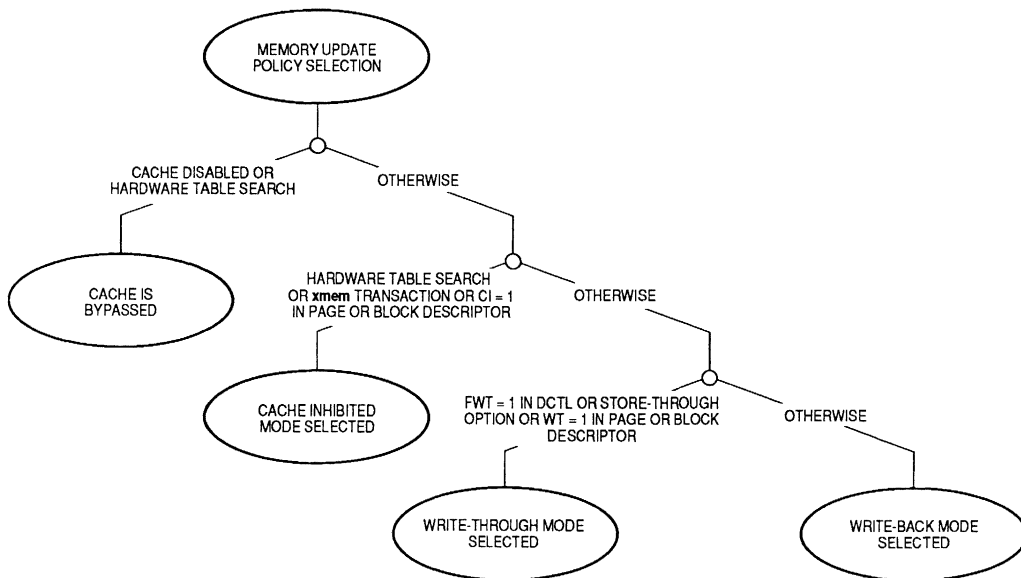 MEMORY UPDATE
POLICY SELECTION
CACHE DISABLED OR
HARDWARE TABLE SEARCH
OTHERWISE
CACHE IS
BYPASSED
HARDWARE TABLE SEARCH
OR xmem TRANSACTION OR CI = 1
IN PAGE OR BLOCK DESCRIPTOR
OTHERWISE
CACHE INHIBITED
MODE SELECTED
FWT = 1 IN DCTL OR STORE-THROUGH
OPTION OR WT = 1 IN PAGE OR BLOCK
DESCRIPTOR
OTHERWISE
WRITE-THROUGH MODE
SELECTED
WRITE-BACK MODE
SELECTED